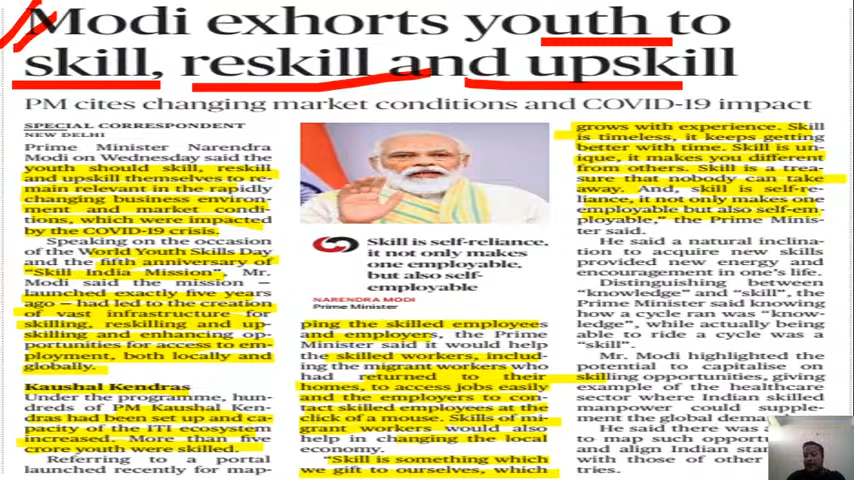 Modi exhorts youth to
skill, reskill and upskill
PM cites changing market conditions and COVID-19 impact
SPECIAL CORRESPONDENT
NEW DELHI
Prime Minister Narendra
Modi on Wednesday said the
youth should skill, reskill
and upskill themselves to re-
main relevant in the rapidly
changing business environ-
ment and market condi-
tions, which were impacted
by the COVID-19 crisis.
Speaking on the occasion
of the World Youth Skills Day
and the fifth anniversary of
“Skill India Mission”, Mr.
Modi said the mission –
launched exactly five years
ago – had led to the creation
of vast infrastructure for
skilling, reskilling and up-
skilling and enhancing op-
portunities for access to em-
ployment, both locally and
globally.
Kaushal Kendras
Under the programme, hun-
dreds of PM Kaushal Ken-
dras had been set up and ca-
pacity of the ITI ecosystem
increased. More than five
crore youth were skilled.
Referring to a portal
launched recently for map-
Skill is self-reliance,
it not only makes
one employable,
but also self-
employable
NARENDRA MODI
Prime Minister
ping the skilled employees
and employers, the Prime
Minister said it would help
the skilled workers, includ-
ing the migrant workers who
had returned to their
homes, to access jobs easily
and the employers to con-
tact skilled employees at the
click of a mouse. Skills of mi-
grant workers would also
help in changing the local
economy.
“Skill is something which
we gift to ourselves, which
grows with experience. Skill
is timeless, it keeps getting
better with time. Skill is un-
ique, it makes you different
from others. Skill is a trea-
sure that nobody can take
away. And, skill is self-re-
liance, it not only makes one
employable but also self-em-
ployable,” the Prime Minis-
ter said.
He said a natural inclina-
tion to acquire new skills
provided new energy and
encouragement in one's life.
Distinguishing between
“knowledge” and “skill”, the
Prime Minister said knowing
how a cycle ran was “know-
ledge”, while actually being
able to ride a cycle was a
“skill”.
Mr. Modi highlighted the
potential to capitalise on
skilling opportunities, giving
example of the healthcare
sector where Indian skilled
manpower could supple-
ment the global
He said there was
to map such
and align Indian
with those of other
tries.